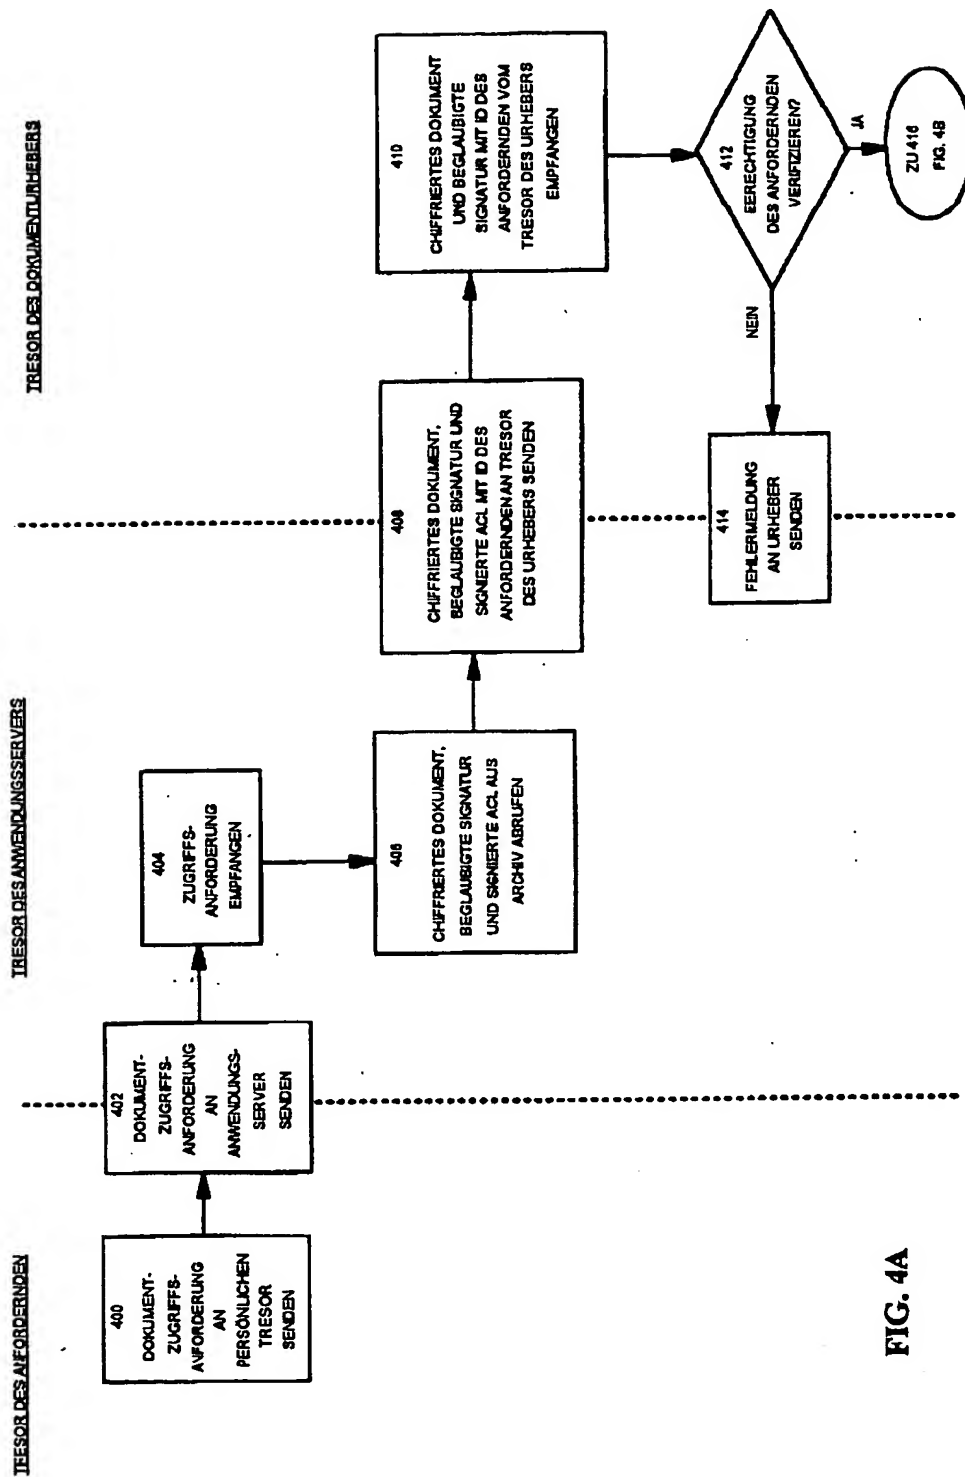 TEESOR DES ANFORDERNDEN
TRESOR DES ANWENDUNGSSERVERS
TRESOR DES DOKUMENTURHEBERS
400
DOKUMENT-
ZUGRIFFS-
ANFORDERUNG
AN
PERSÖNLICHEN
TRESOR
SENDEN
402
DOKUMENT-
ZUGRIFFS-
ANFORDERUNG
AN
ANWENDUNGS-
SERVER
SENDEN
404
ZUGRIFFS-
ANFORDERUNG
EMPFANGEN
406
CHIFFRIERTES DOKUMENT,
BEGLAUBIGTE SIGNATUR
UND SIGNIERTE ACL AUS
ARCHIV ABRUFEN
408
CHIFFRIERTES DOKUMENT,
BEGLAUBIGTE SIGNATUR UND
SIGNIERTE ACL MIT ID DES
ANFORDERNDEN AN TRESOR
DES URHEBERS SENDEN
410
CHIFFRIERTES DOKUMENT
UND BEGLAUBIGTE
SIGNATUR MIT ID DES
ANFORDERNDEN VOM
TRESOR DES URHEBERS
EMPFANGEN
412
EERECHTIGUNG
DES ANFORDERNDEN
VERIFIZIEREN?
NEIN
JA
414
FEHLERMELDUNG
AN URHEBER
SENDEN
ZU 416
FIG. 4B
FIG. 4A